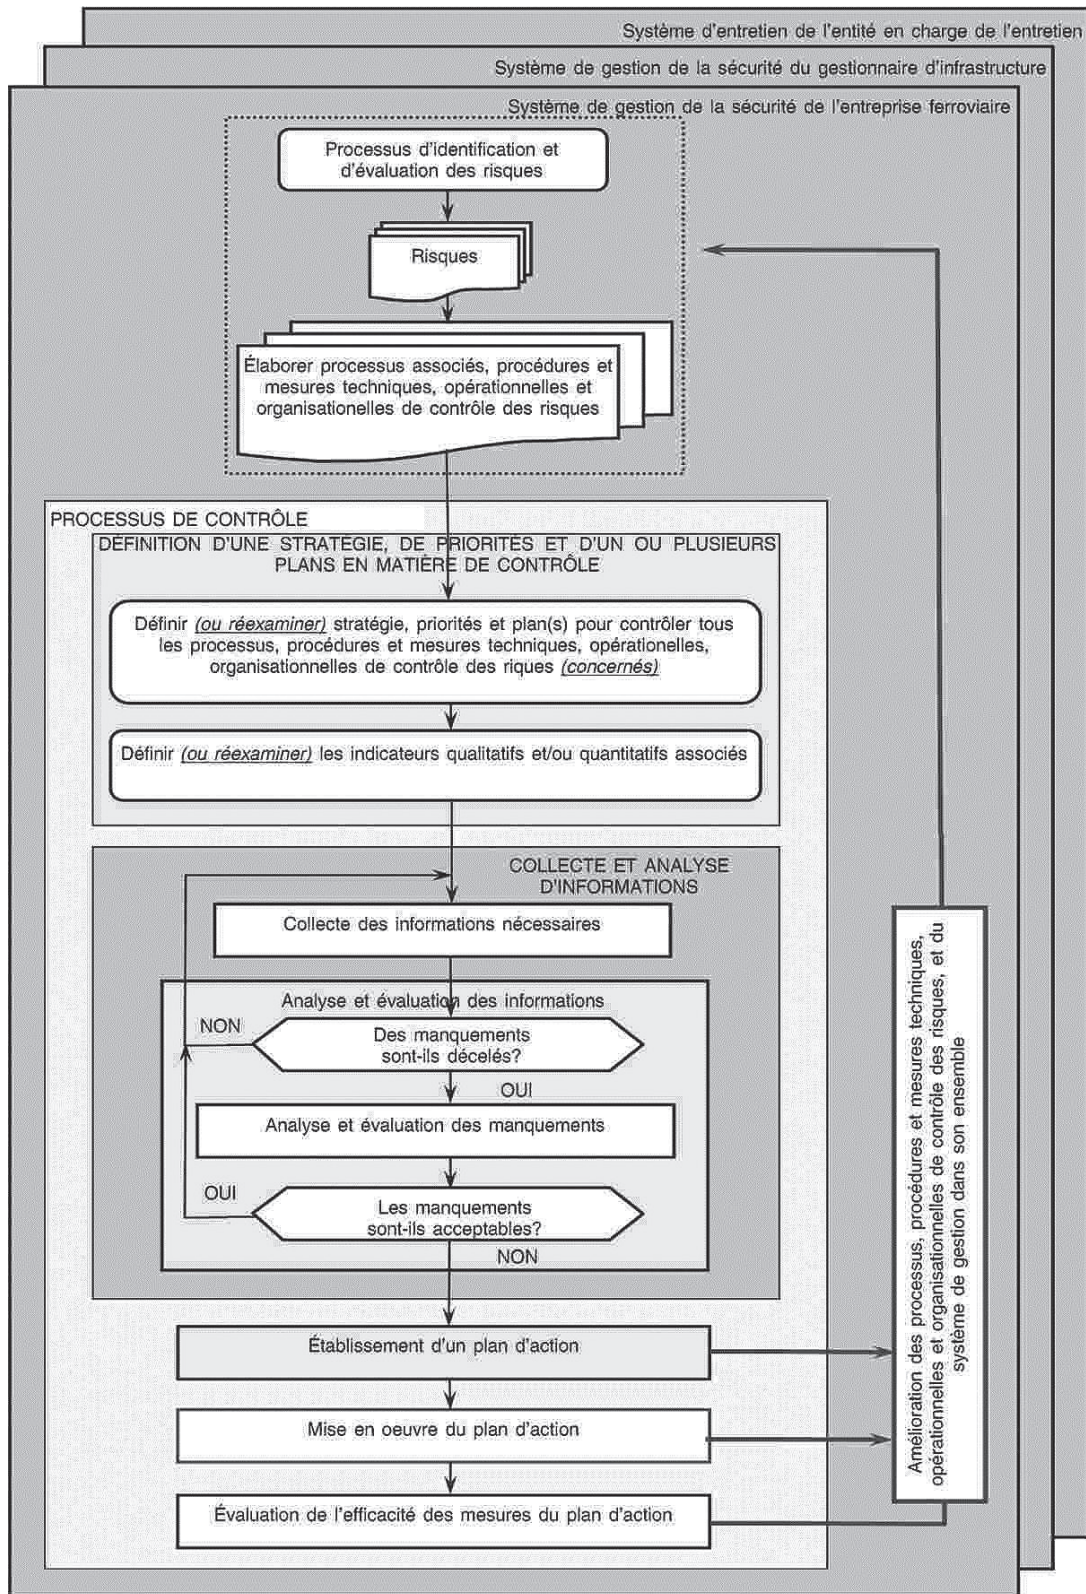 Système d'entretien de l'entité en charge de l'entretien
Système de gestion de la sécurité du gestionnaire d'infrastructure
Système de gestion de la sécurité de l'entreprise ferroviaire
Processus d'identification et
d'évaluation des risques
Risques
Élaborer processus associés, procédures et
mesures techniques, opérationnelles et
organisationelles de contrôle des risques
PROCESSUS DE CONTRÔLE
DÉFINITION D'UNE STRATÉGIE, DE PRIORITÉS ET D'UN OU PLUSIEURS
PLANS EN MATIÈRE DE CONTRÔLE
Définir (ou réexaminer) stratégie, priorités et plan(s) pour contrôler tous
les processus, procédures et mesures techniques, opérationelles,
organisationnelles de contrôle des riques (concernés)
Définir (ou réexaminer) les indicateurs qualitatifs et/ou quantitatifs associés
COLLECTE ET ANALYSE
D'INFORMATIONS
Collecte des informations nécessaires
Analyse et évaluation des informations
NON
Des manquements
sont-ils décelés?
OUI
Analyse et évaluation des manquements
OUI
Les manquements
sont-ils acceptables?
NON
Établissement d'un plan d'action
Mise en oeuvre du plan d'action
Évaluation de l'efficacité des mesures du plan d'action
Amélioration des processus, procédures et mesures techniques,
opérationnelles et organisationnelles de contrôle des risques, et du
système de gestion dans son ensemble